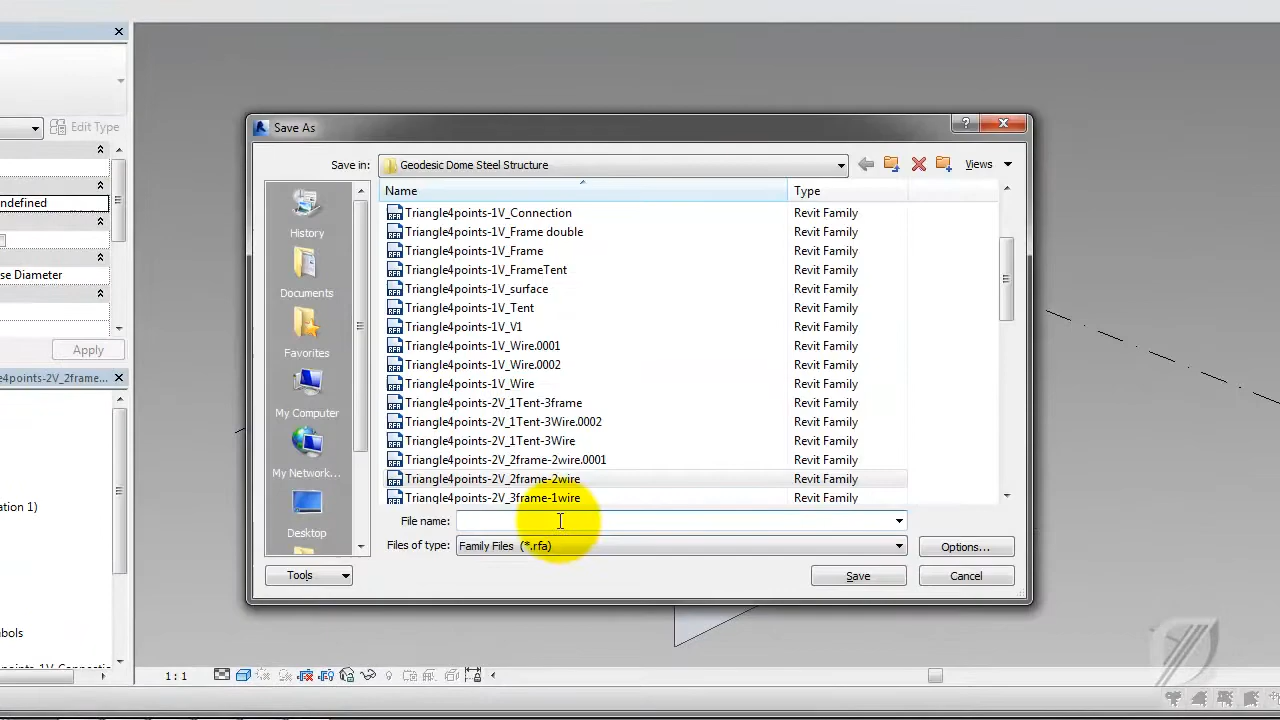 Save As
Edit Type
Save in:
Geodesic Dome Steel Structure
Views
Name
Type
ndefined
History
Triangle4points-1V_Connection Revit Family
Triangle4points-1V_Frame double Revit Family
Triangle4points-1V_Frame Revit Family
Triangle4points-1V_FrameTent Revit Family
Triangle4points-1V_surface Revit Family
Triangle4points-1V_Tent Revit Family
Triangle4points-1V_V1 Revit Family
Triangle4points-1V_Wire.0001 Revit Family
Triangle4points-1V_Wire.0002 Revit Family
Triangle4points-1V_Wire Revit Family
Triangle4points-2V_1Tent-3frame Revit Family
Triangle4points-2V_1Tent-3Wire.0002 Revit Family
Triangle4points-2V_1Tent-3Wire Revit Family
Triangle4points-2V_2frame-2wire.0001 Revit Family
Triangle4points-2V_2frame-2wire Revit Family
Triangle4points-2V_3frame-1wire Revit Family
se Diameter
Documents
Favorites
Apply
My Computer
4points-2V_2frame...
My Network...
Desktop
ation 1)
File name:
Files of type:
Family Files (*.rfa)
Options...
Tools
Save
Cancel
mbols
points-1V_Connectio
1 : 1